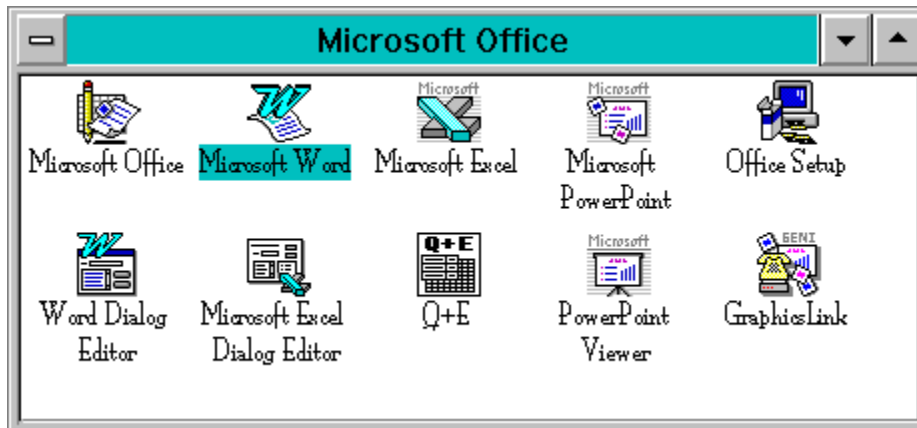 Microsoft Office
Microsoft Microsoft
Microsoft Office Microsoft Word Microsoft Excel Microsoft Office Setup
PowerPoint
Q+E Microsoft GENI
Word Dialog Microsoft Excel Q+E PowerPoint GraphicsLink
Editor Dialog Editor Viewer